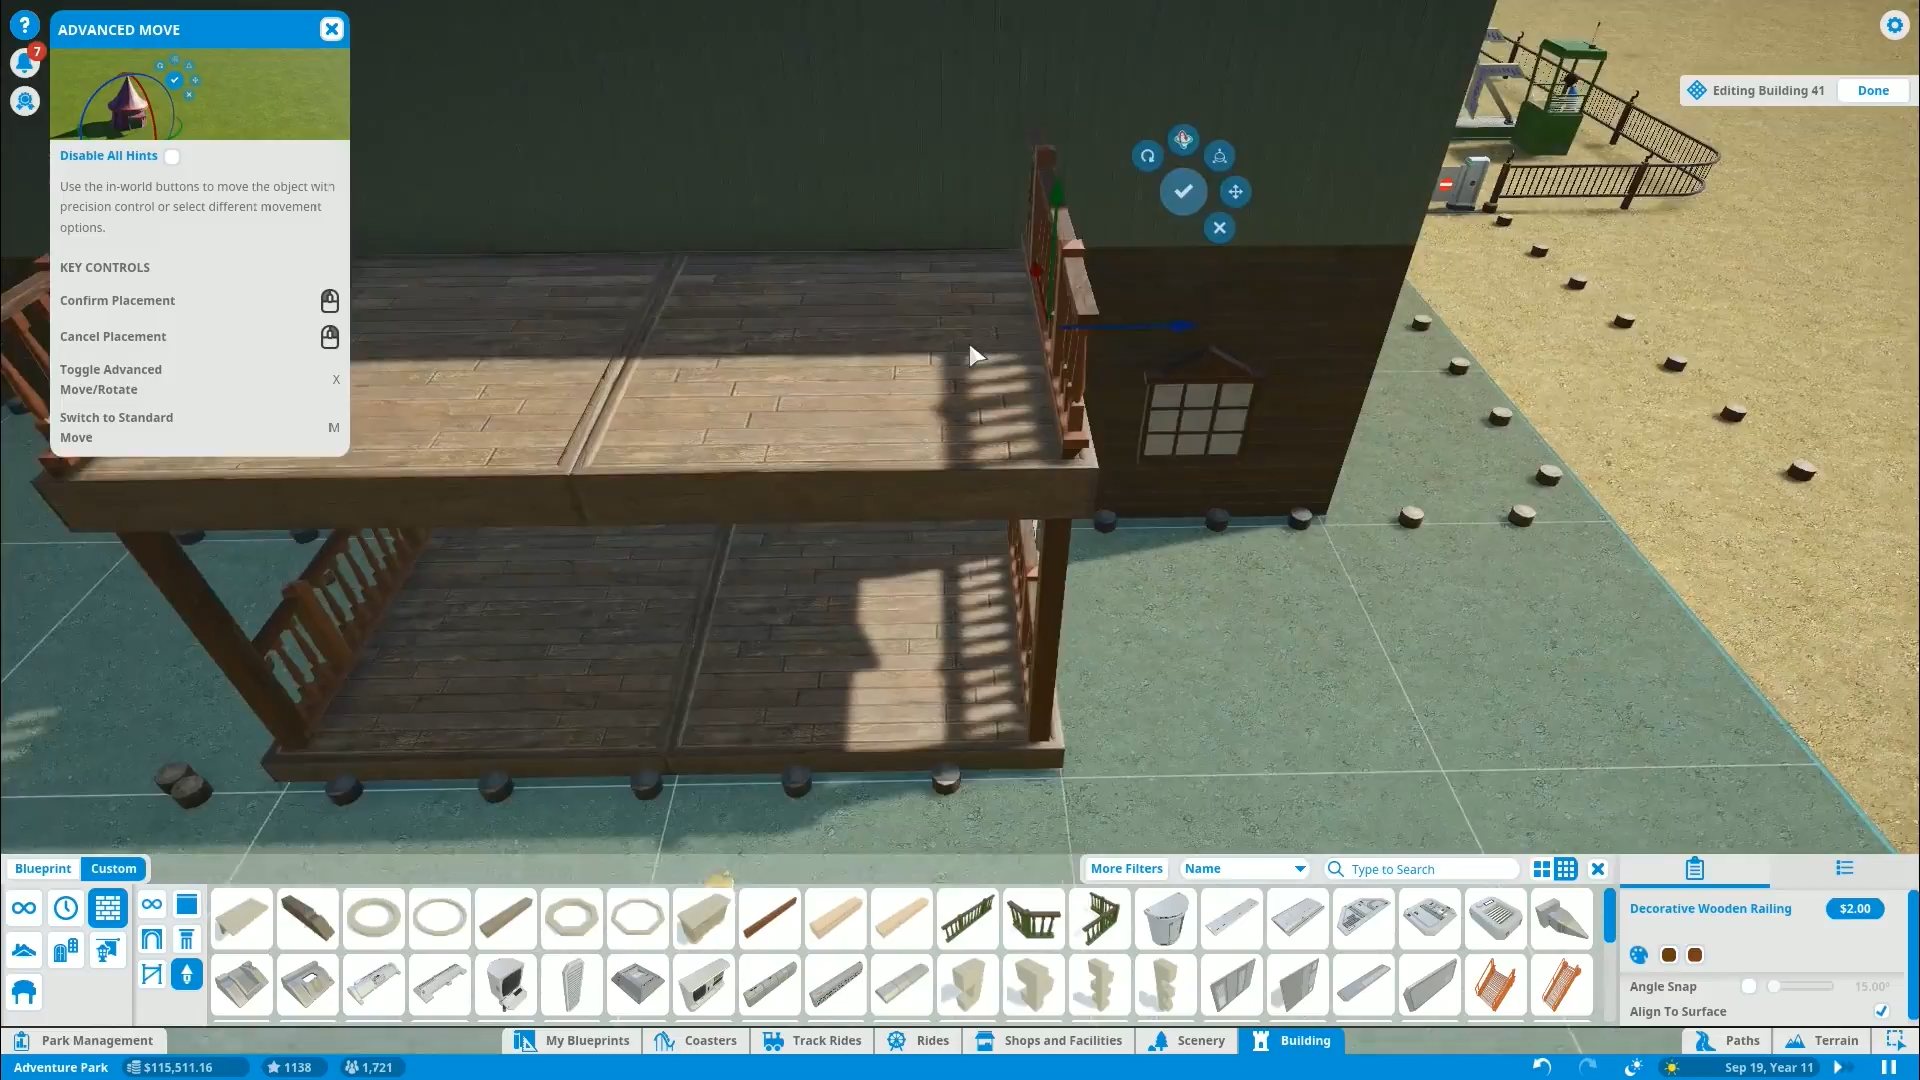 ?
ADVANCED MOVE
7
Disable All Hints
Use the in-world buttons to move the object with
precision control or select different movement
options.
KEY CONTROLS
Confirm Placement
Cancel Placement
Toggle Advanced
Move/Rotate
X
Switch to Standard
Move
M
Editing Building 41
Done
Blueprint
Custom
More Filters
Name
Type to Search
Decorative Wooden Railing
$2.00
Angle Snap
15.00°
Align To Surface
Park Management
My Blueprints
Coasters
Track Rides
Rides
Shops and Facilities
Scenery
Building
Paths
Terrain
Adventure Park
$115,511.16
1138
1,721
Sep 19, Year 11